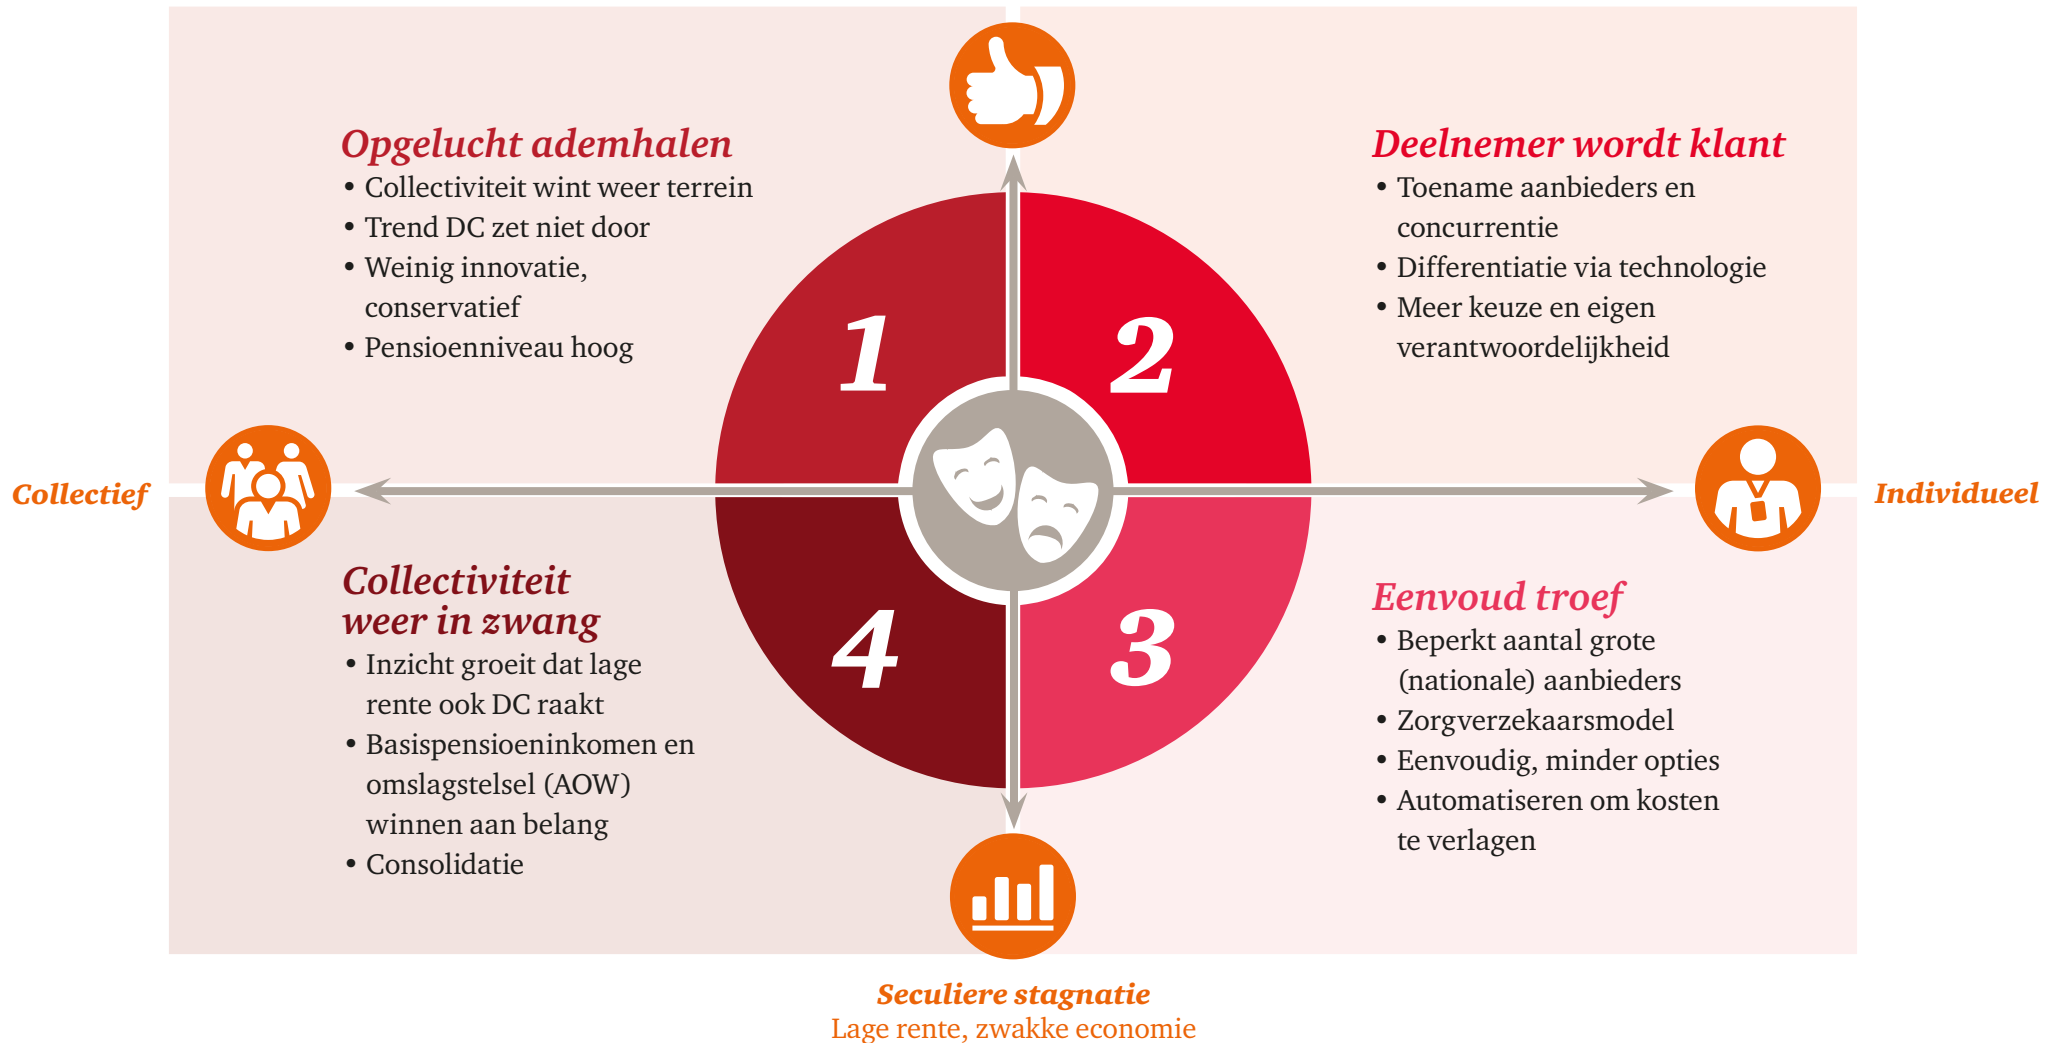 Opgelucht ademhalen
• Collectiviteit wint weer terrein
• Trend DC zet niet door
• Weinig innovatie,
conservatief
• Pensioenniveau hoog
1
2
Deelnemer wordt klant
• Toename aanbieders en
concurrentie
• Differentiatie via technologie
• Meer keuze en eigen
verantwoordelijkheid
Collectief
Individueel
Collectiviteit
weer in zwang
• Inzicht groeit dat lage
rente ook DC raakt
• Basispensioeninkomen en
omslagstelsel (AOW)
winnen aan belang
• Consolidatie
4
3
Eenvoud troef
• Beperkt aantal grote
(nationale) aanbieders
• Zorgverzekaarsmodel
• Eenvoudig, minder opties
• Automatiseren om kosten
te verlagen
Seculiere stagnatie
Lage rente, zwakke economie